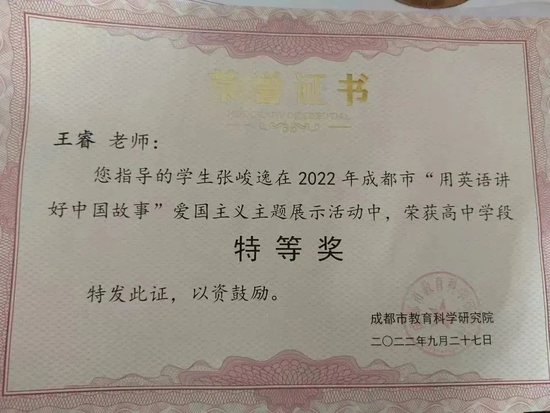 荣誉证书
王睿 老师：
您指导的学生张峻逸在2022年成都市“用英语讲
好中国故事”爱国主义主题展示活动中，荣获高中学段
特等奖
特发此证，以资鼓励。
成都市教育科学研究院
二〇二二年九月二十七日